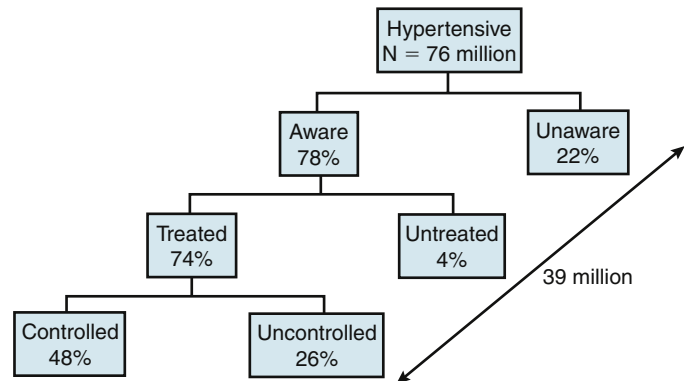 Hypertensive
N = 76 million
Aware
78%
Unaware
22%
Treated
74%
Untreated
4%
39 million
Controlled
48%
Uncontrolled
26%